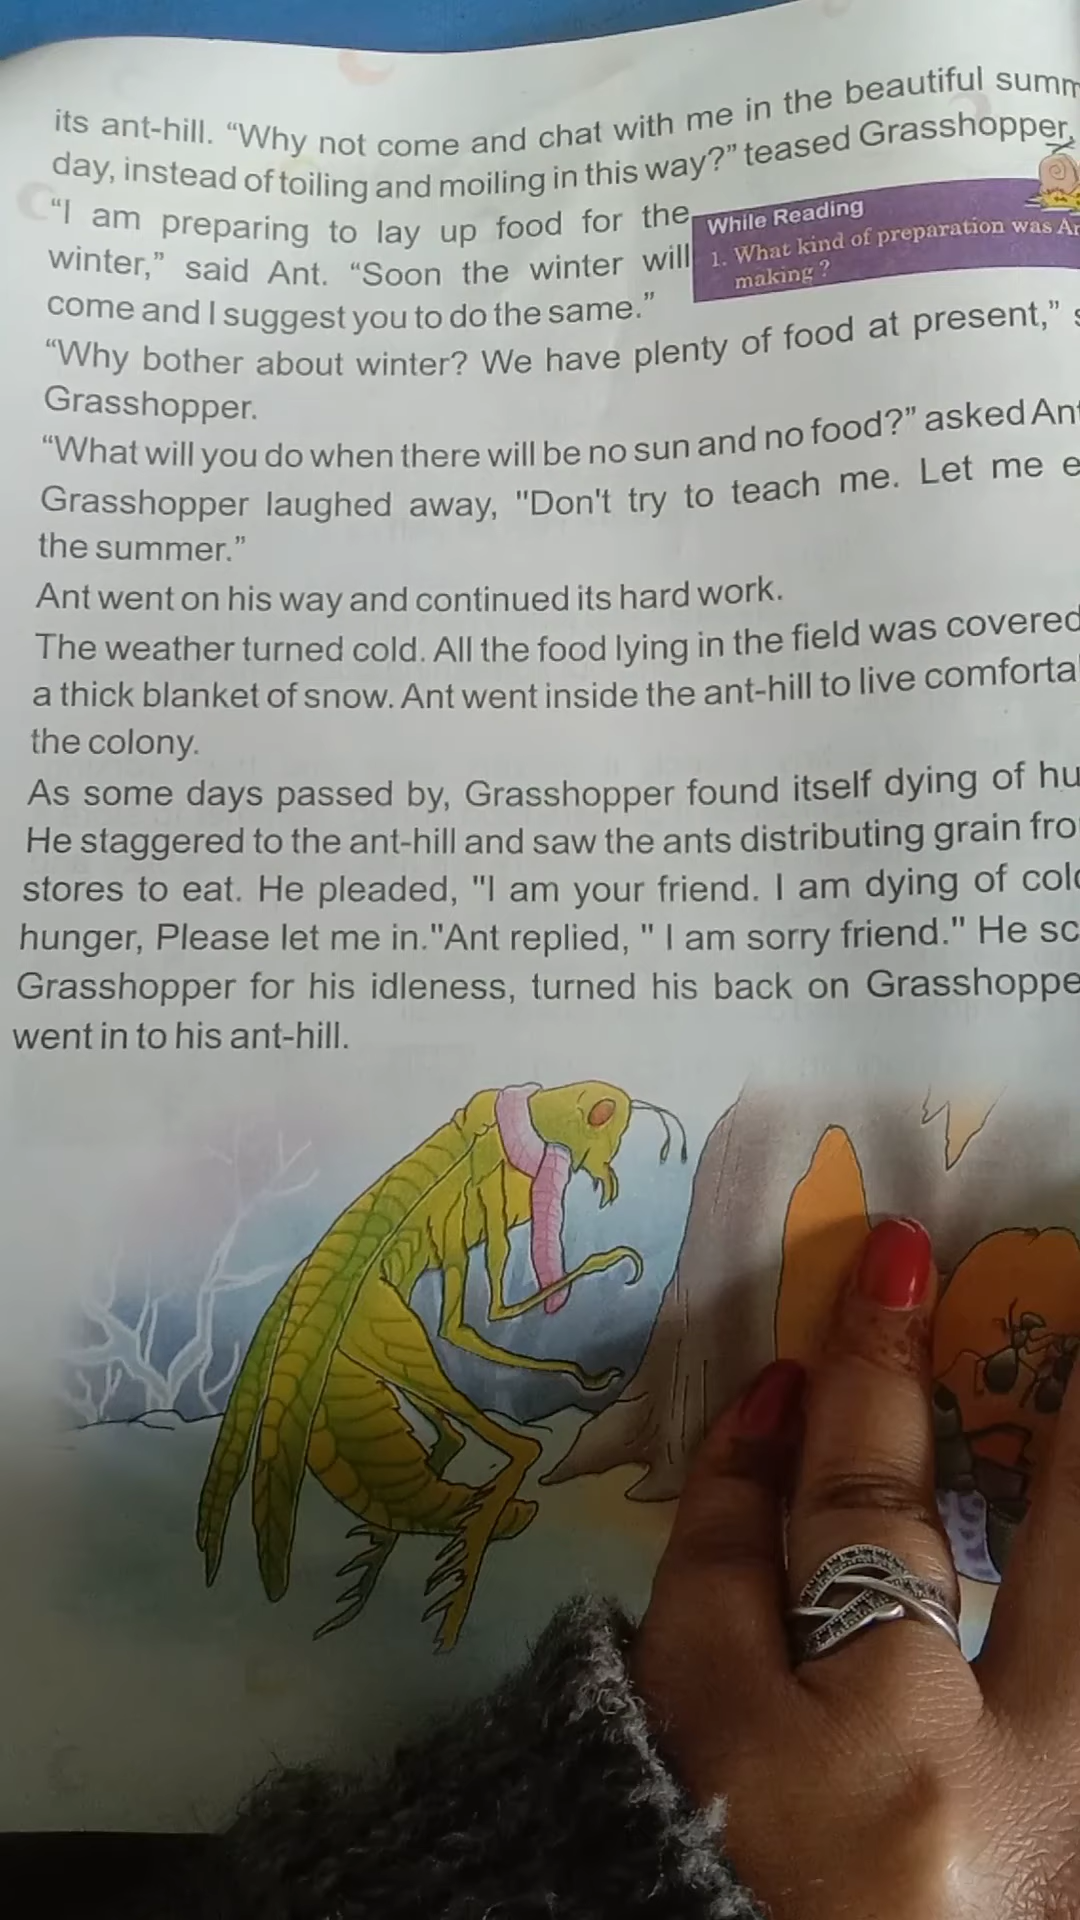 its ant-hill. “Why not come and chat with me in the beautiful
day, instead of toiling and moiling in this way?” teased Grasshopper,
“I am preparing to lay up food for the
winter,” said Ant. “Soon the winter will
come and I suggest you to do the same.”
While Reading
1. What kind of preparation was
making ?
“Why bother about winter? We have plenty of food at present,”
Grasshopper.
“What will you do when there will be no sun and no food?” asked Ant
Grasshopper laughed away, "Don't try to teach me. Let me
the summer.”
Ant went on his way and continued its hard work.
The weather turned cold. All the food lying in the field was covered
a thick blanket of snow. Ant went inside the ant-hill to live
the colony.
As some days passed by, Grasshopper found itself dying of
He staggered to the ant-hill and saw the ants distributing grain
stores to eat. He pleaded, "I am your friend. I am dying of
hunger, Please let me in."Ant replied, " I am sorry friend." He
Grasshopper for his idleness, turned his back on
went in to his ant-hill.